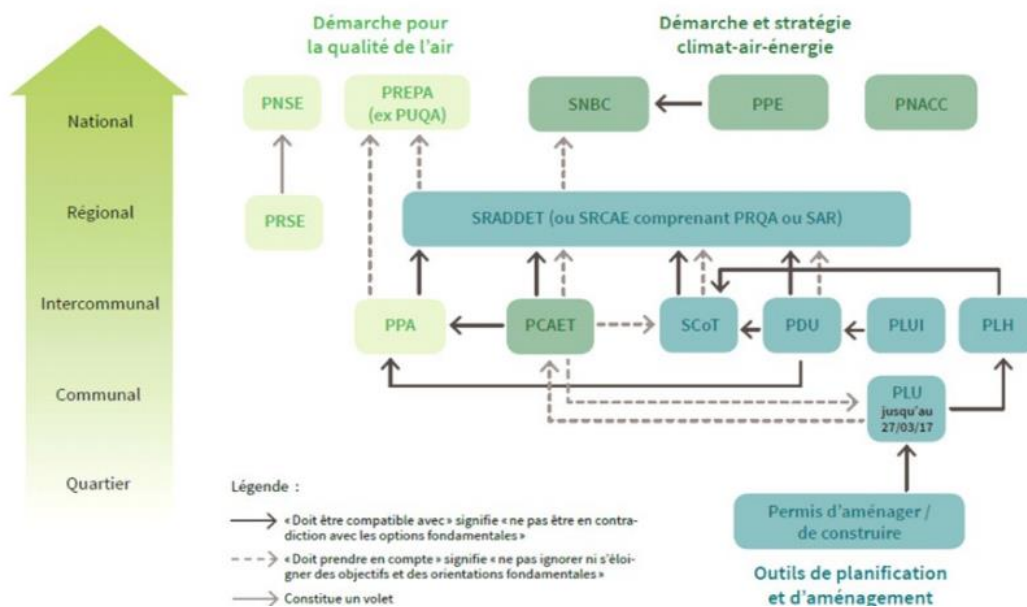 Démarche pour
la qualité de l'air
Démarche et stratégie
climat-air-énergie
National
PNSE
PREPA
(ex PUQA)
SNBC
PPE
PNACC
Régional
PRSE
SRADDET (ou SRCAE comprenant PRQA ou SAR)
Intercommunal
PPA
PCAET
SCoT
PDU
PLUI
PLH
Communal
PLU
jusqu'au
27/03/17
Quartier
Permis d'aménager /
de construire
Outils de planification
et d'aménagement
Légende :
« Doit être compatible avec » signifie « ne pas être en contra-
diction avec les options fondamentales »
« Doit prendre en compte » signifie « ne pas ignorer ni s'éloi-
gner des objectifs et des orientations fondamentales »
Constitue un volet